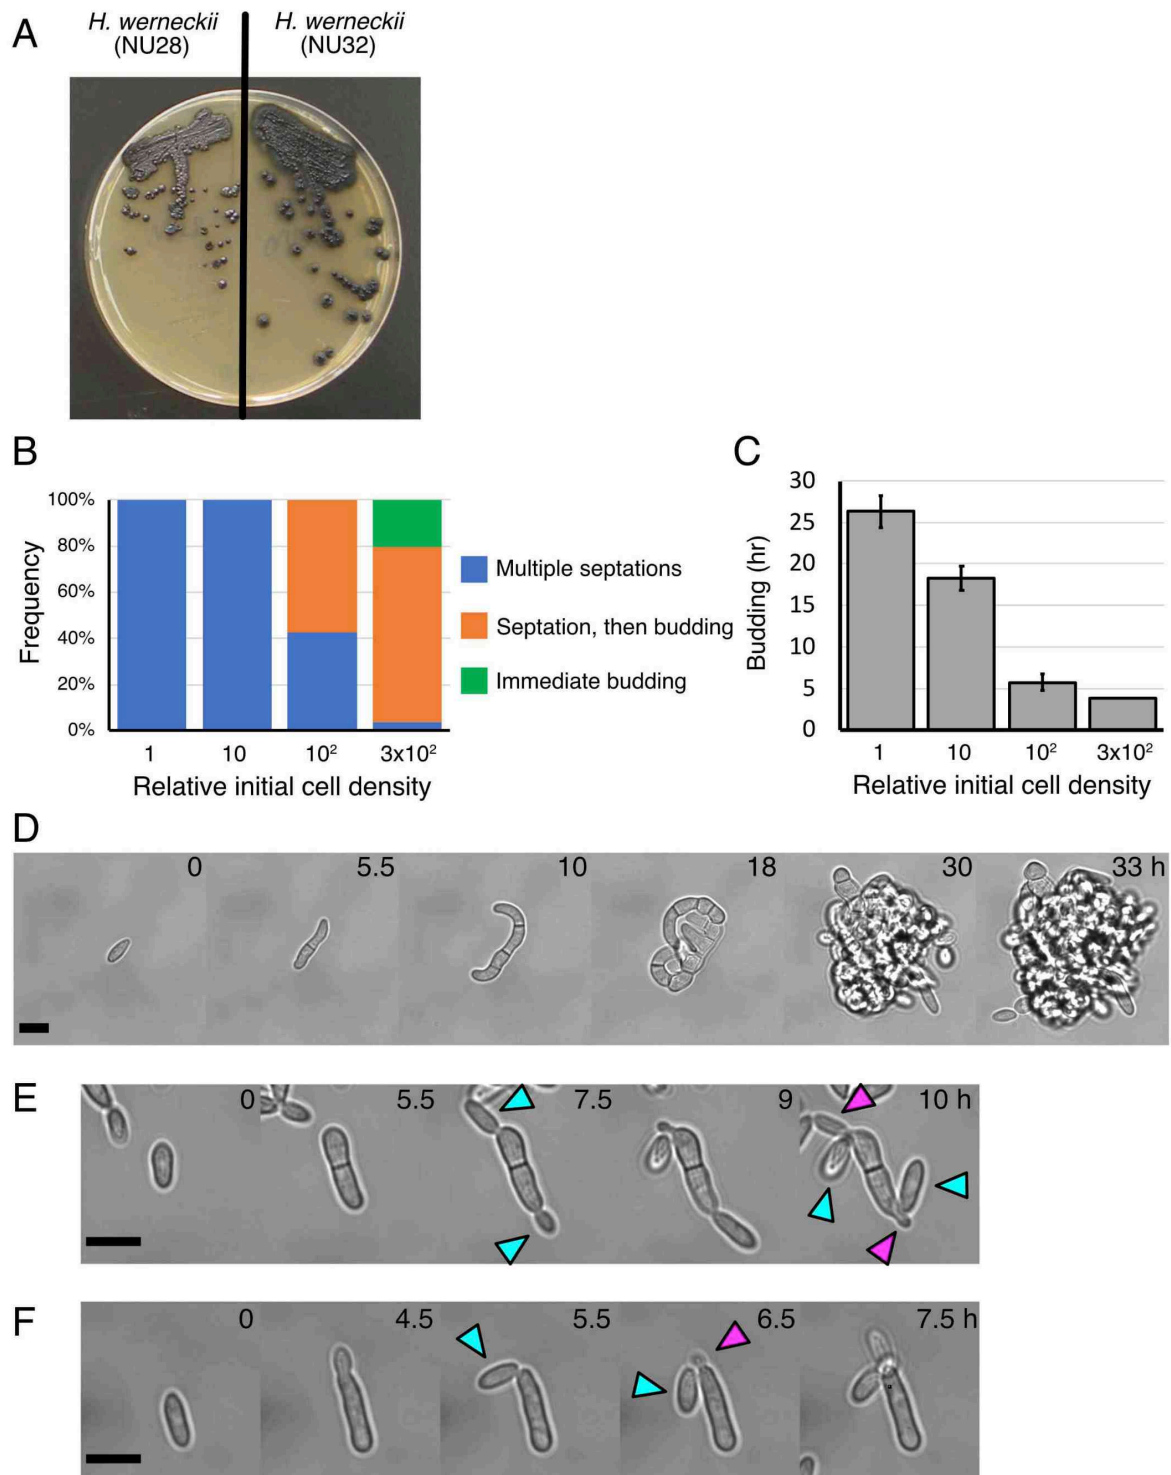 A
H. werneckii
(NU28)
H. werneckii
(NU32)
B
Frequency
100%
80%
60%
40%
20%
0%
1 10 10² 3x10²
Relative initial cell density
Multiple septations
Septation, then budding
Immediate budding
C
Budding (hr)
30
25
20
15
10
5
0
1 10 10² 3x10²
Relative initial cell density
D
0 5.5 10 18 30 33 h
E
0 5.5 7.5 9 10 h
F
0 4.5 5.5 6.5 7.5 h